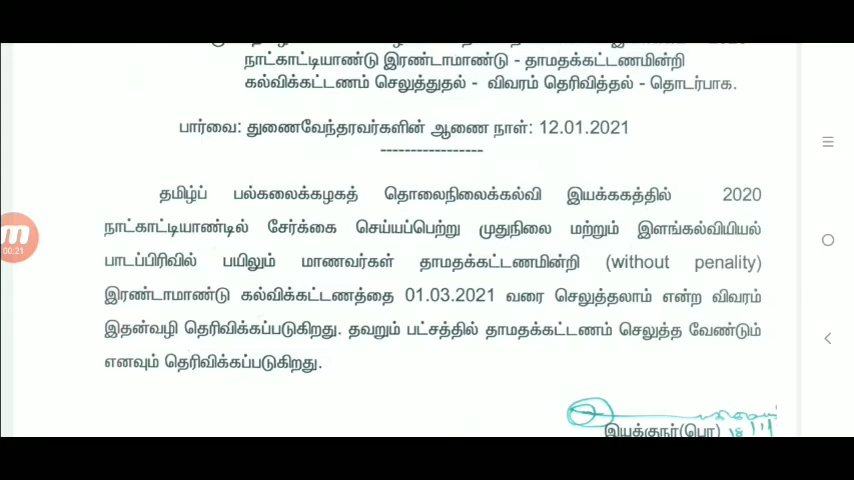 நாட்காட்டியாண்டு இரண்டாமாண்டு - தாமதக்கட்டணமின்றி
கல்விக்கட்டணம் செலுத்துதல் - விவரம் தெரிவித்தல் - தொடர்பாக.
பார்வை: துணைவேந்தரவர்களின் ஆணை நாள்: 12.01.2021
-----------------
தமிழ்ப் பல்கலைக்கழகத் தொலைநிலைக்கல்வி இயக்ககத்தில் 2020
நாட்காட்டியாண்டில் சேர்க்கை செய்யப்பெற்று முதுநிலை மற்றும் இளங்கல்வியியல்
பாடப்பிரிவில் பயிலும் மாணவர்கள் தாமதக்கட்டணமின்றி (without penality)
இரண்டாமாண்டு கல்விக்கட்டணத்தை 01.03.2021 வரை செலுத்தலாம் என்ற விவரம்
இதன்வழி தெரிவிக்கப்படுகிறது. தவறும் பட்சத்தில் தாமதக்கட்டணம் செலுத்த வேண்டும்
எனவும் தெரிவிக்கப்படுகிறது.
இயக்குநர்(பொ)
00:21